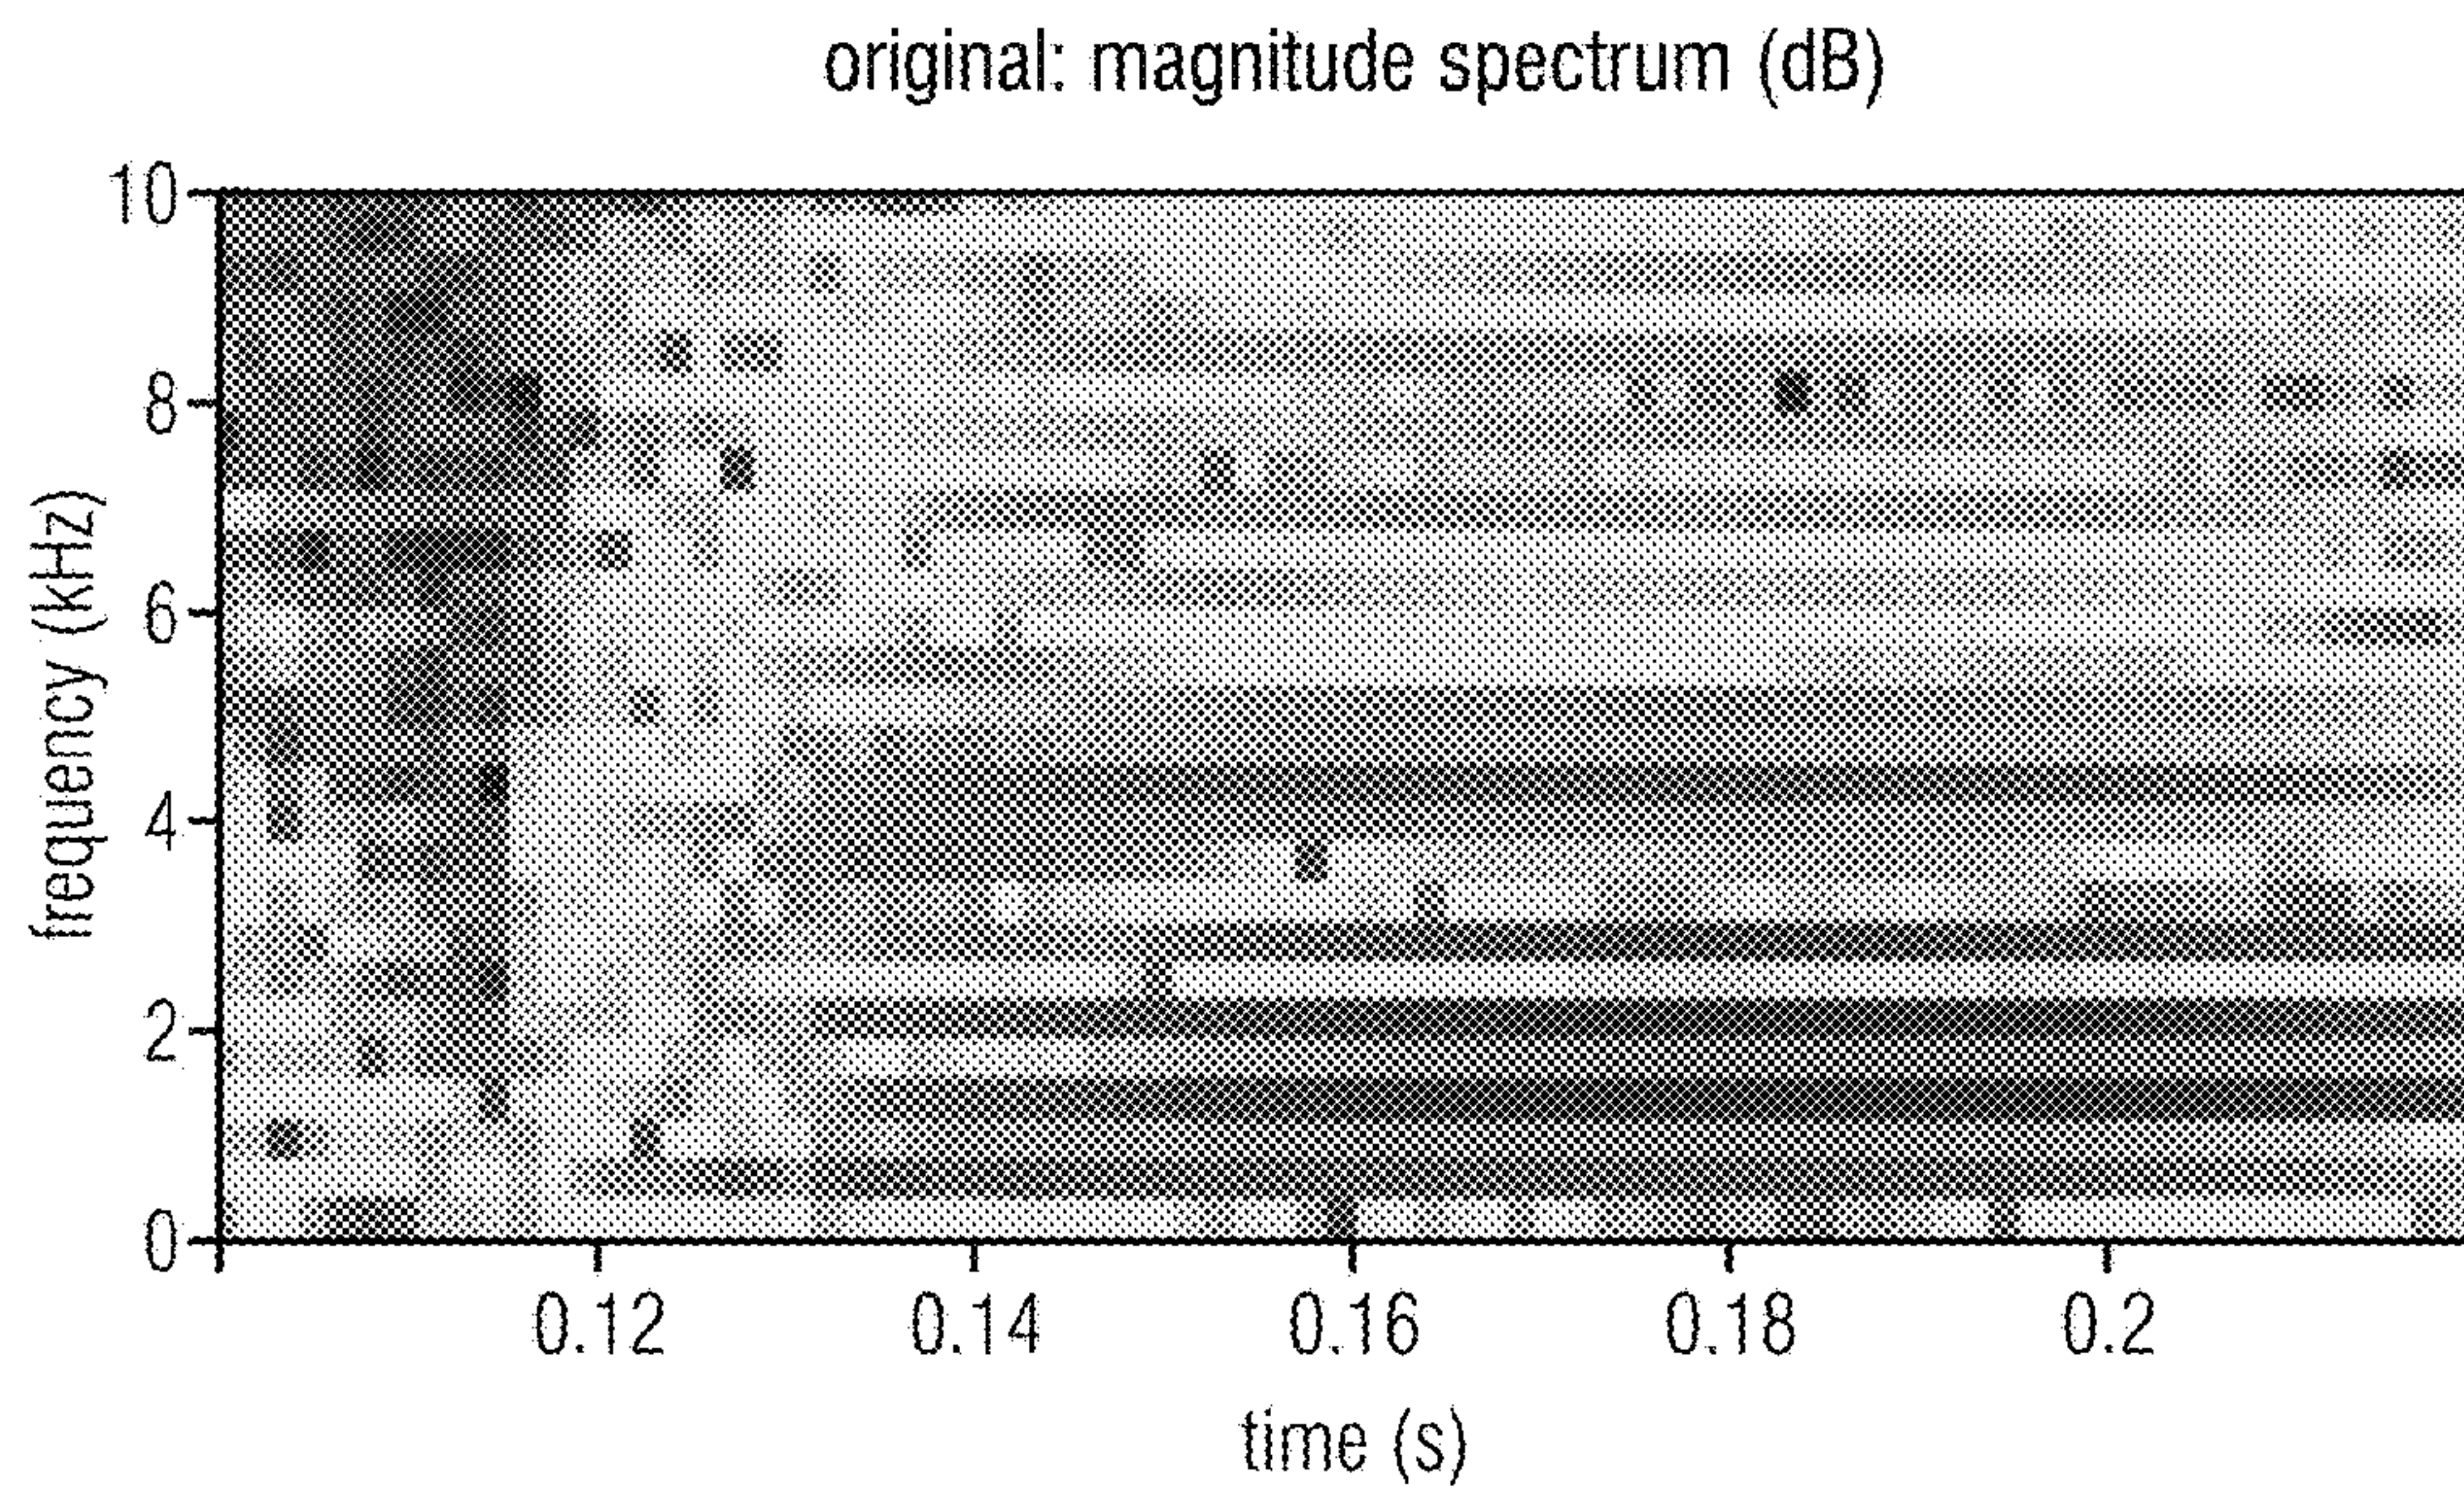 original: magnitude spectrum (dB)
10
8
6
4
2
0
frequency (kHz)
0.12 0.14 0.16 0.18 0.2
time (s)